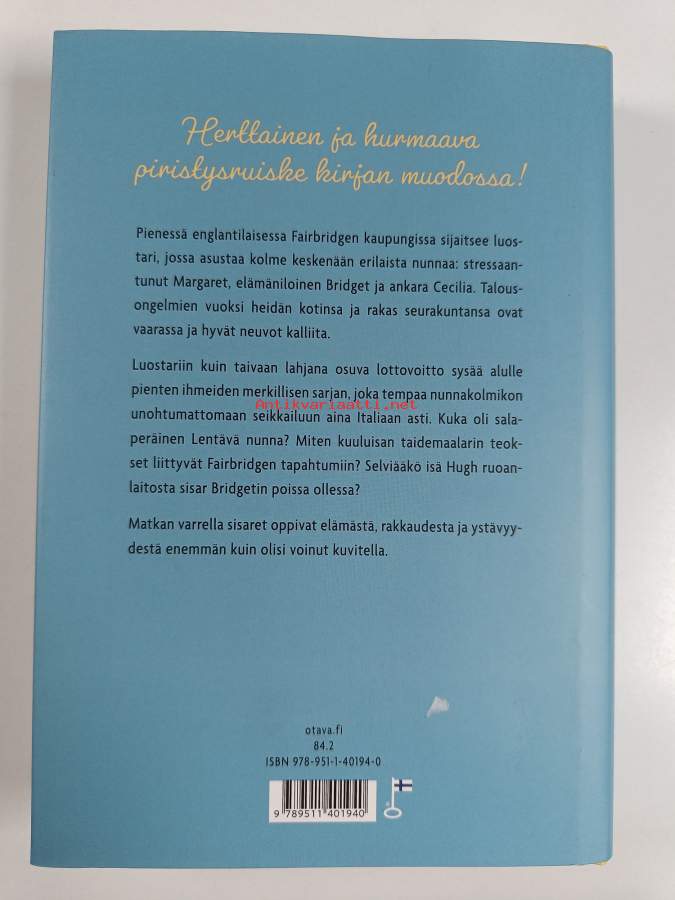 Herttainen ja hurmaava
piristysruiske kirjan muodossa!
Pienessä englantilaisessa Fairbridgen kaupungissa sijaitsee luos-
tari, jossa asustaa kolme keskenään erilaista nunnaa: stressaan-
tunut Margaret, elämäniloinen Bridget ja ankara Cecilia. Talous-
ongelmien vuoksi heidän kotinsa ja rakas seurakuntansa ovat
vaarassa ja hyvät neuvot kalliita.
Luostariin kuin taivaan lahjana osuva lottovoitto sysää alulle
pienten ihmeiden merkillisen sarjan, joka tempaa nunnakolmikon
Antikvariaatti.net
unohtumattomaan seikkailuun aina Italiaan asti. Kuka oli sala-
peräinen Lentävä nunna? Miten kuuluisan taidemaalarin teok-
set liittyvät Fairbridgen tapahtumiin? Selviääkö isä Hugh ruoan-
laitosta sisar Bridgetin poissa ollessa?
Matkan varrella sisaret oppivat elämästä, rakkaudesta ja ystävyy-
destä enemmän kuin olisi voinut kuvitella.
otava.fi
84.2
ISBN 978-951-1-40194-0
9 789511 401940